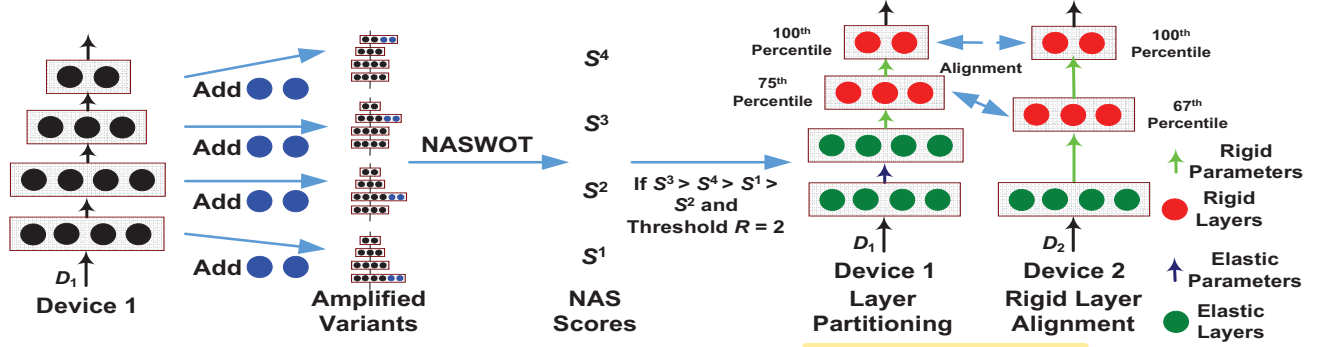 D1
Device 1
Add
Add
Add
Add
Amplified
Variants
NASWOT
S4
S3
S2
S1
NAS
Scores
If S3 > S4 > S1 >
S2 and
Threshold R = 2
100th
Percentile
75th
Percentile
D1
Device 1
Layer
Partitioning
Alignment
100th
Percentile
67th
Percentile
D2
Device 2
Rigid Layer
Alignment
Rigid
Parameters
Rigid
Layers
Elastic
Parameters
Elastic
Layers